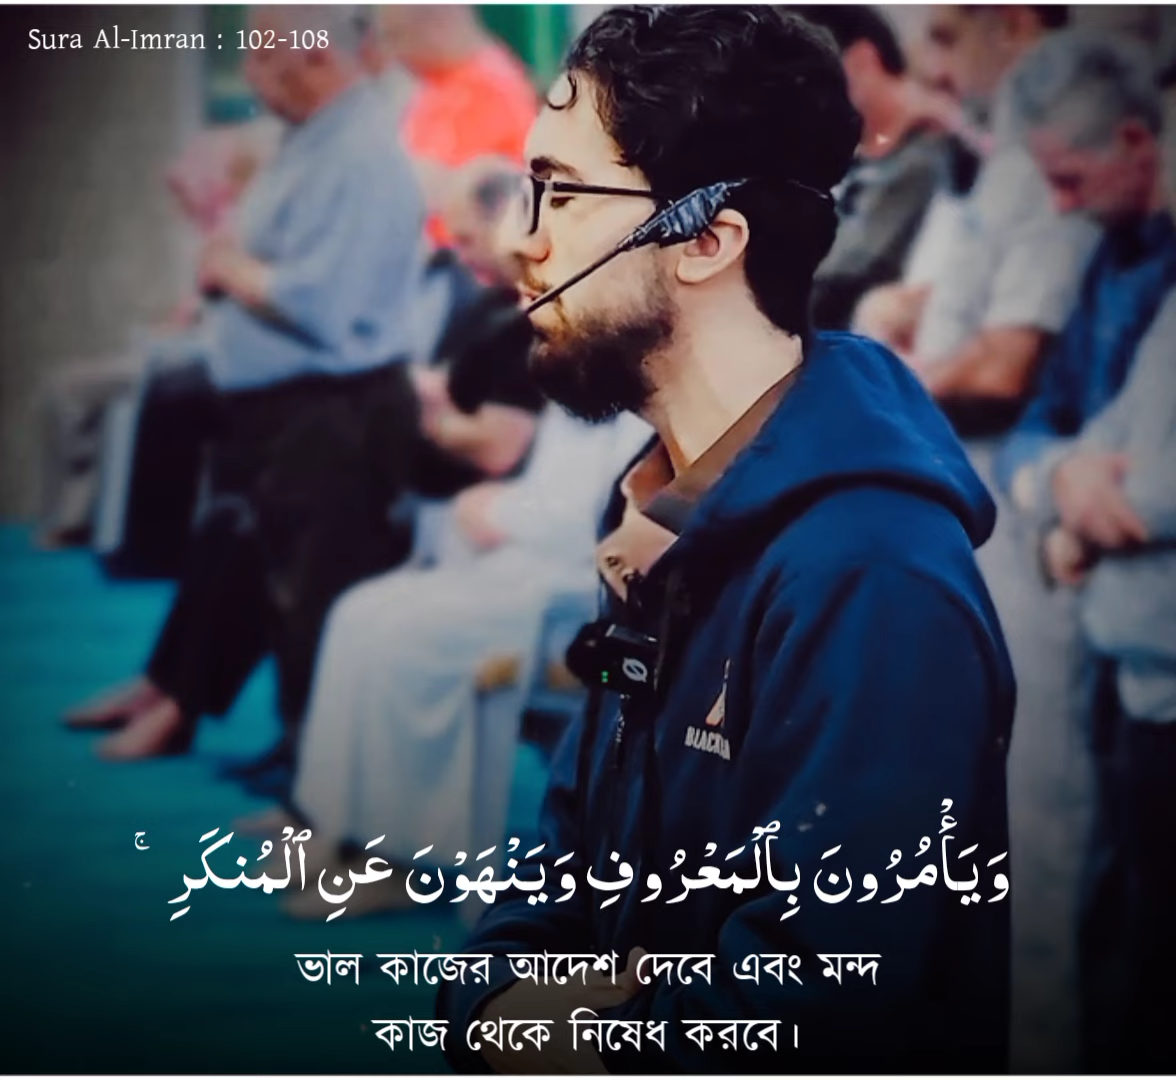 Sura Al-Imran : 102-108
وَيَأْمُرُونَ بِٱلْمَعْرُوفِ وَيَنْهَوْنَ عَنِ ٱلْمُنكَرِ ۚ
ভাল কাজের আদেশ দেবে এবং মন্দ
কাজ থেকে নিষেধ করবে।